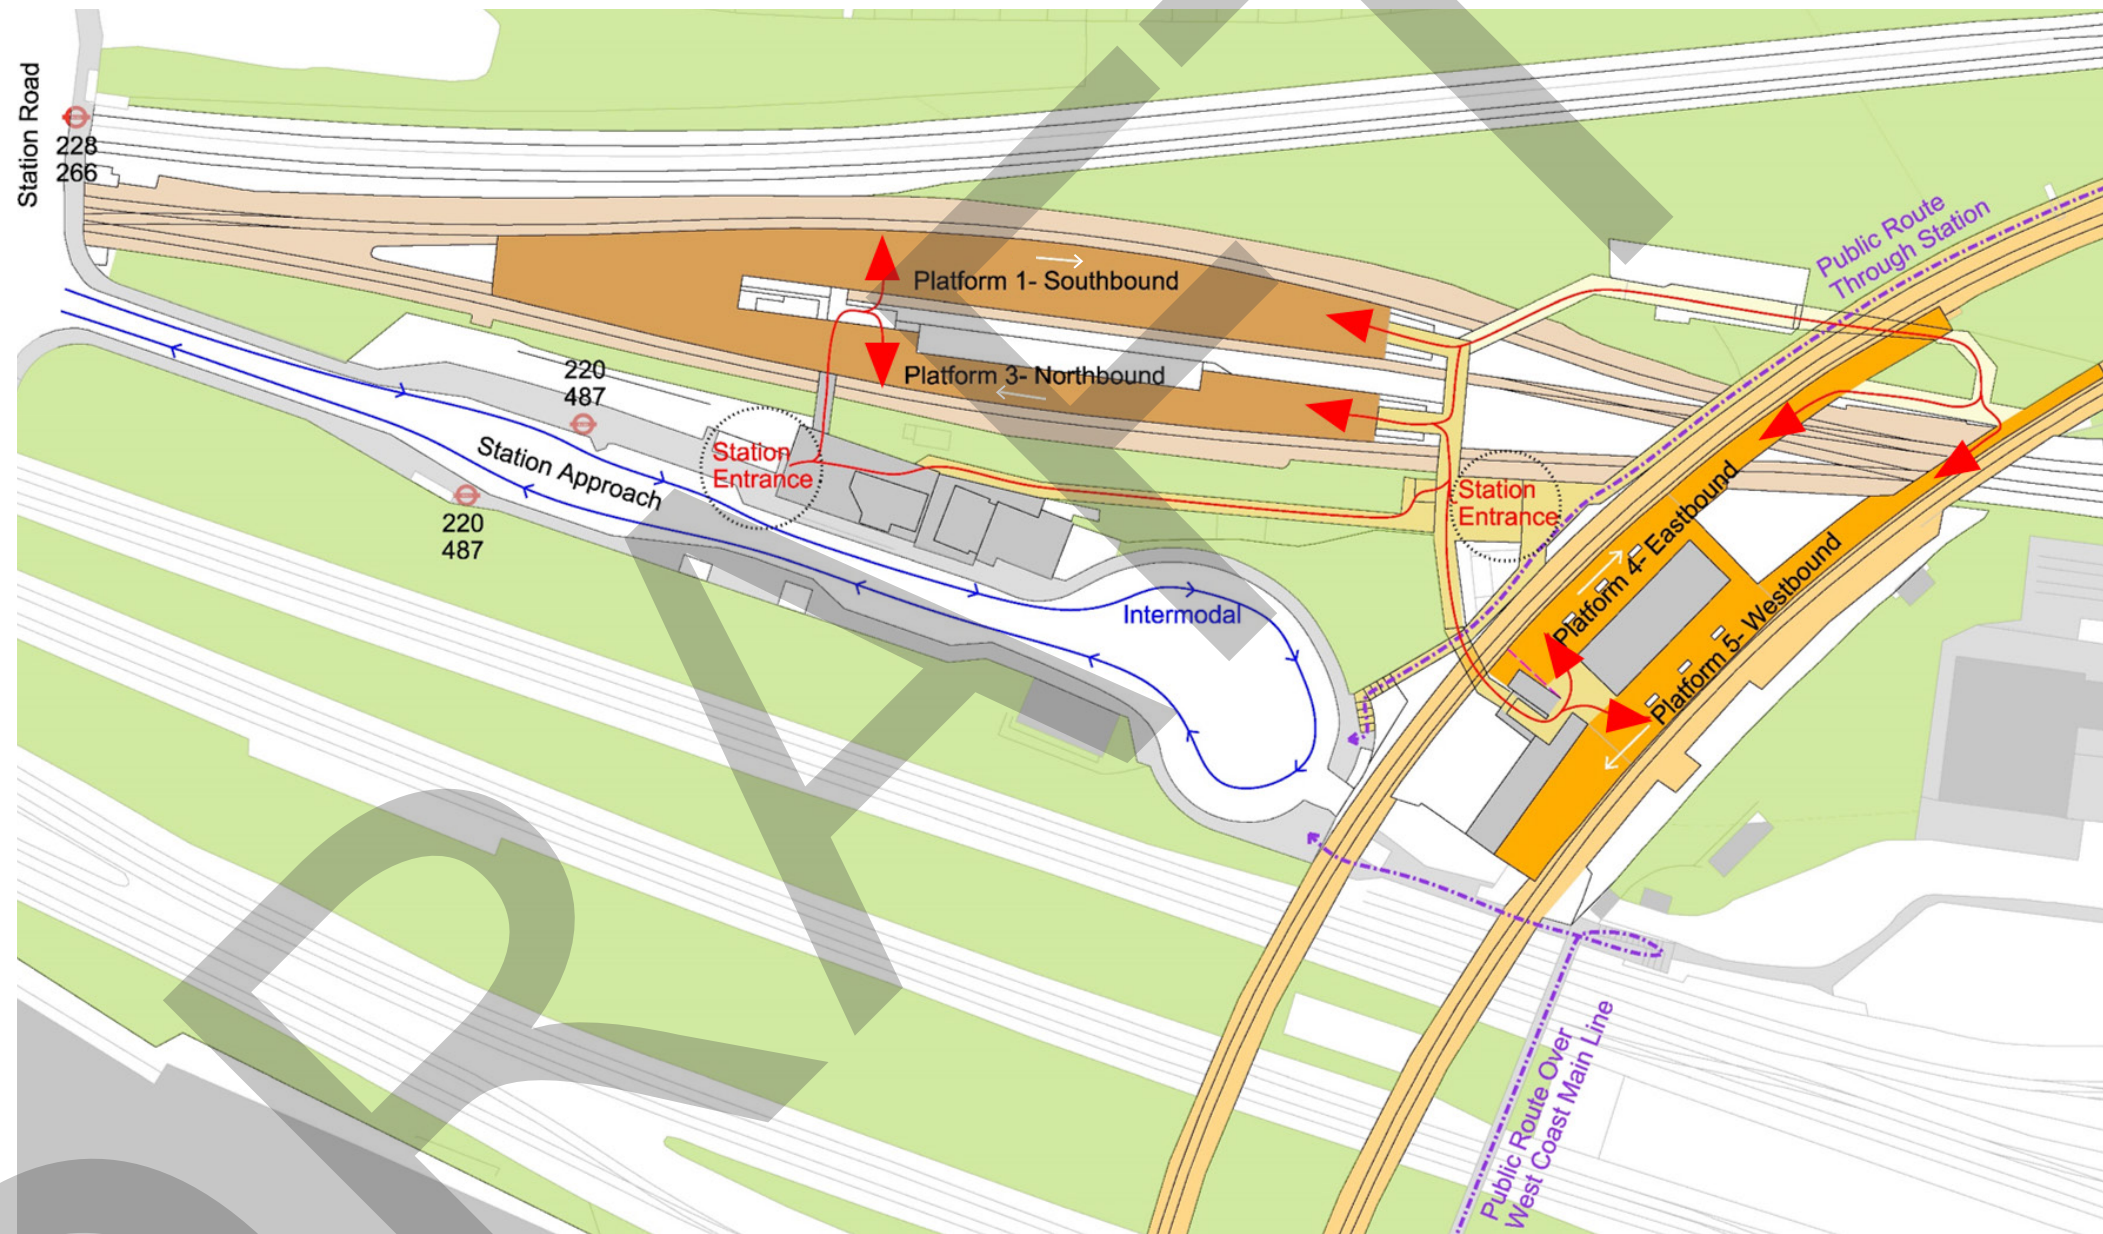 Station Road
228
266
Public Route
Through Station
Platform 1- Southbound
Platform 3- Northbound
220
487
Station Approach
Station
Entrance
220
487
Station
Entrance
Intermodal
Platform 4- Eastbound
Platform 5- Westbound
Public Route Over
West Coast Main Line